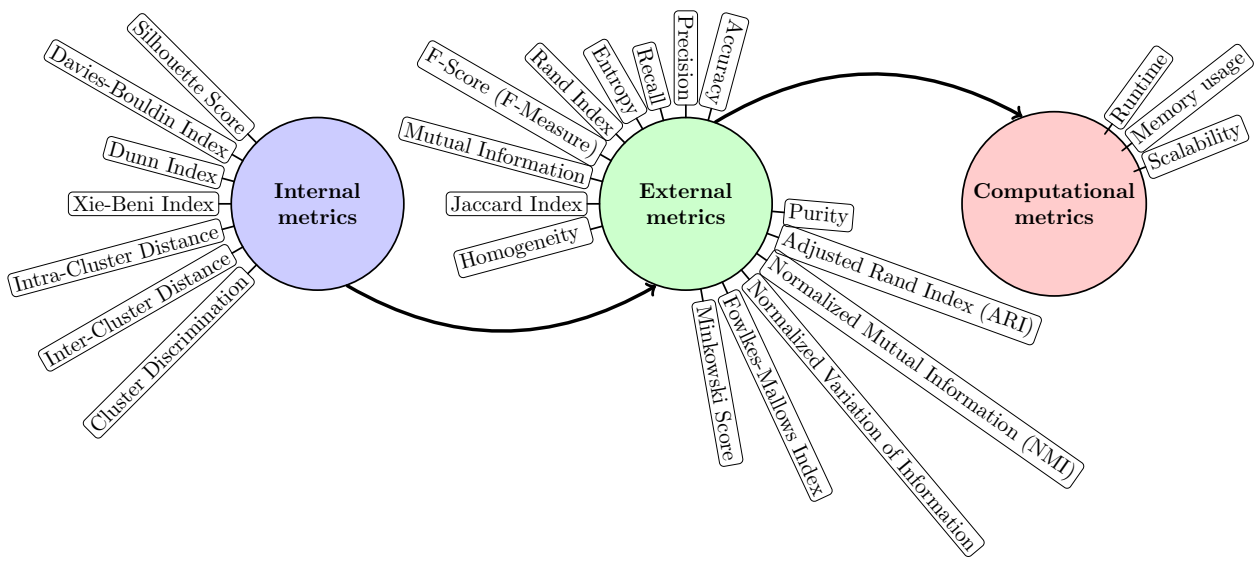 Silhouette Score
Davies-Bouldin Index
Dunn Index
Xie-Beni Index
Intra-Cluster Distance
Inter-Cluster Distance
Cluster Discrimination
Internal
metrics
Accuracy
Precision
Recall
Entropy
Rand Index
F-Score (F-Measure)
Mutual Information
Jaccard Index
Homogeneity
External
metrics
Purity
Adjusted Rand Index (ARI)
Normalized Mutual Information (NMI)
Normalized Variation of Information
Fowlkes-Mallows Index
Minkowski Score
Runtime
Memory usage
Scalability
Computational
metrics